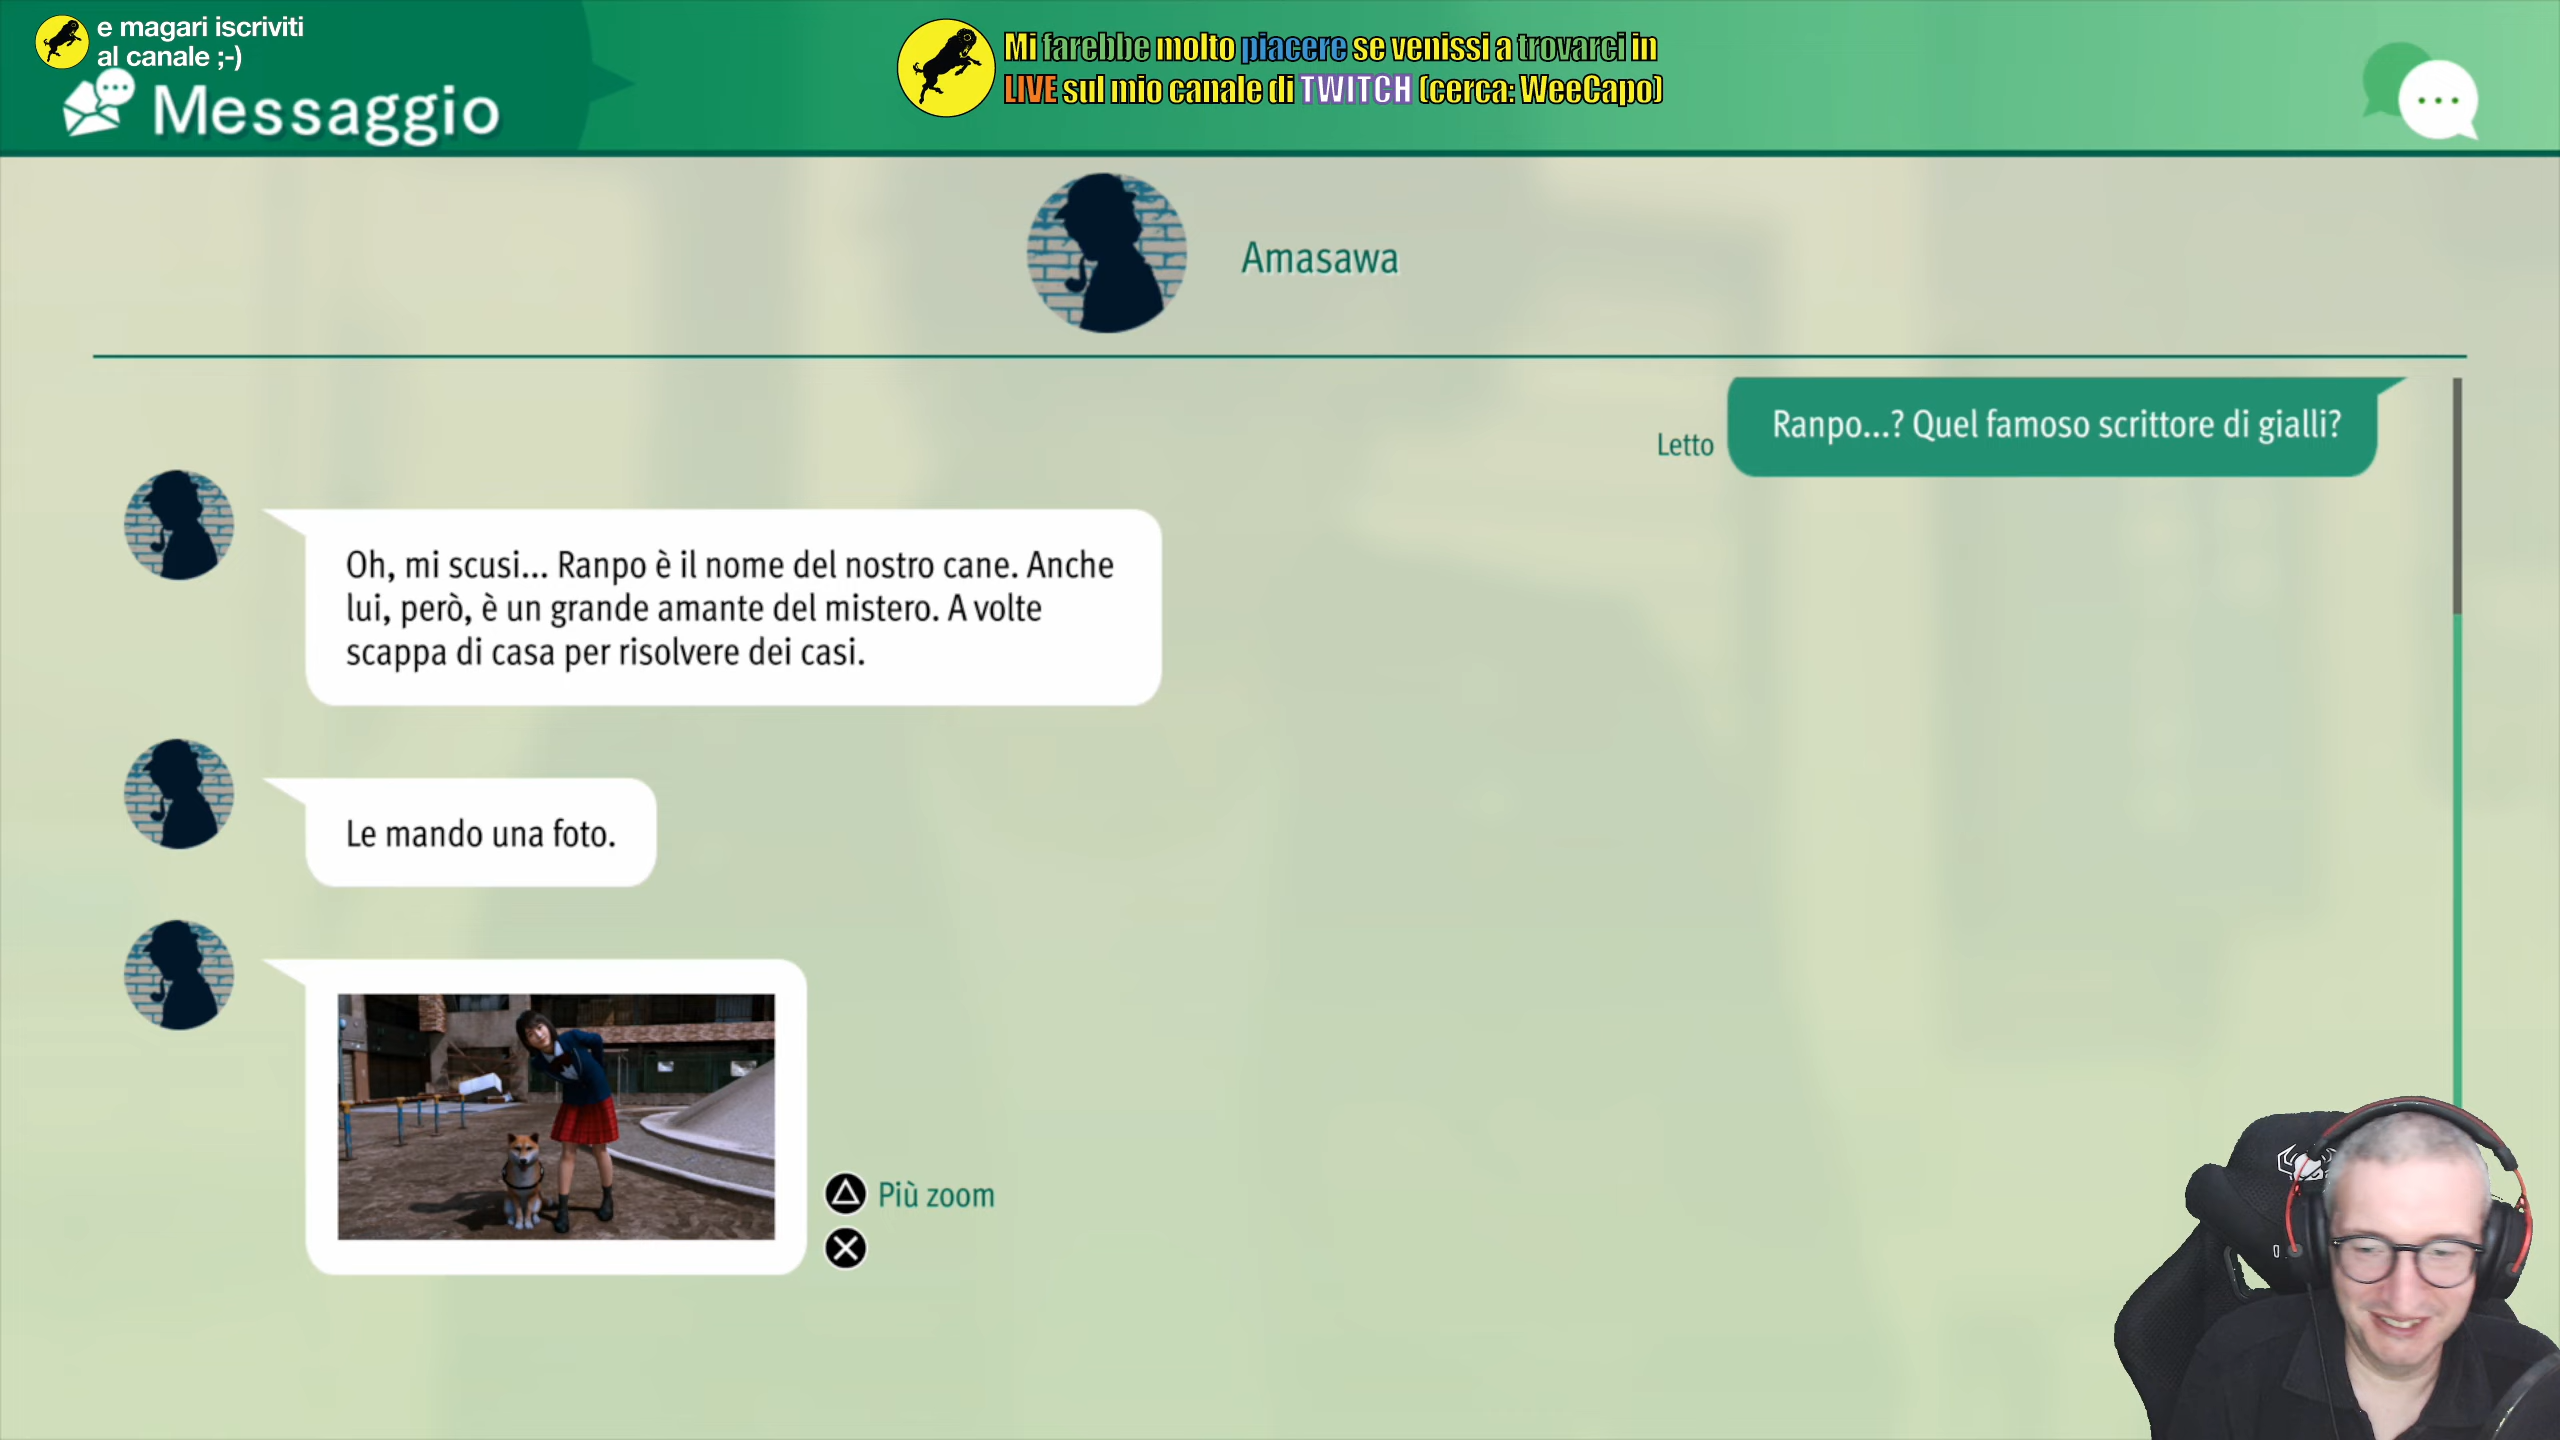 e magari iscriviti
al canale ;-)
Messaggio
Mi farebbe molto piacere se venissi a trovarci in
LIVE sul mio canale di TWITCH (cerca: WeeCapo)
Amasawa
Ranpo...? Quel famoso scrittore di gialli?
Letto
Oh, mi scusi... Ranpo è il nome del nostro cane. Anche
lui, però, è un grande amante del mistero. A volte
scappa di casa per risolvere dei casi.
Le mando una foto.
Più zoom